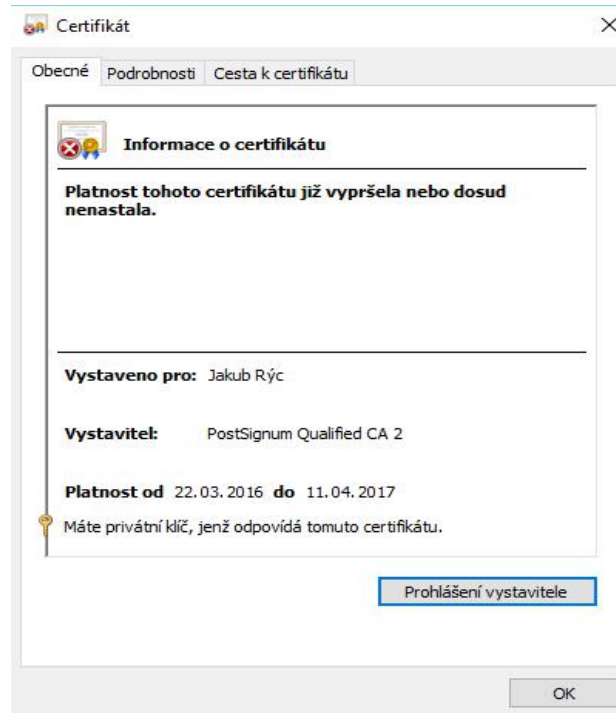 Certifikát
Obecné Podrobnosti Cesta k certifikátu
Informace o certifikátu
Platnost tohoto certifikátu již vypršela nebo dosud
nenastala.
Vystaveno pro: Jakub Rýc
Vystavitel: PostSignum Qualified CA 2
Platnost od 22.03.2016 do 11.04.2017
Máte privátní klíč, jenž odpovídá tomuto certifikátu.
Prohlášení vystavitele
OK